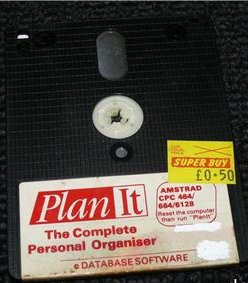 SUPER BUY
£0·50
Plan It
The Complete
Personal Organiser
AMSTRAD
CPC 464/
664/6128
Reset the computer
then run "PlanIt"
© DATABASE SOFTWARE